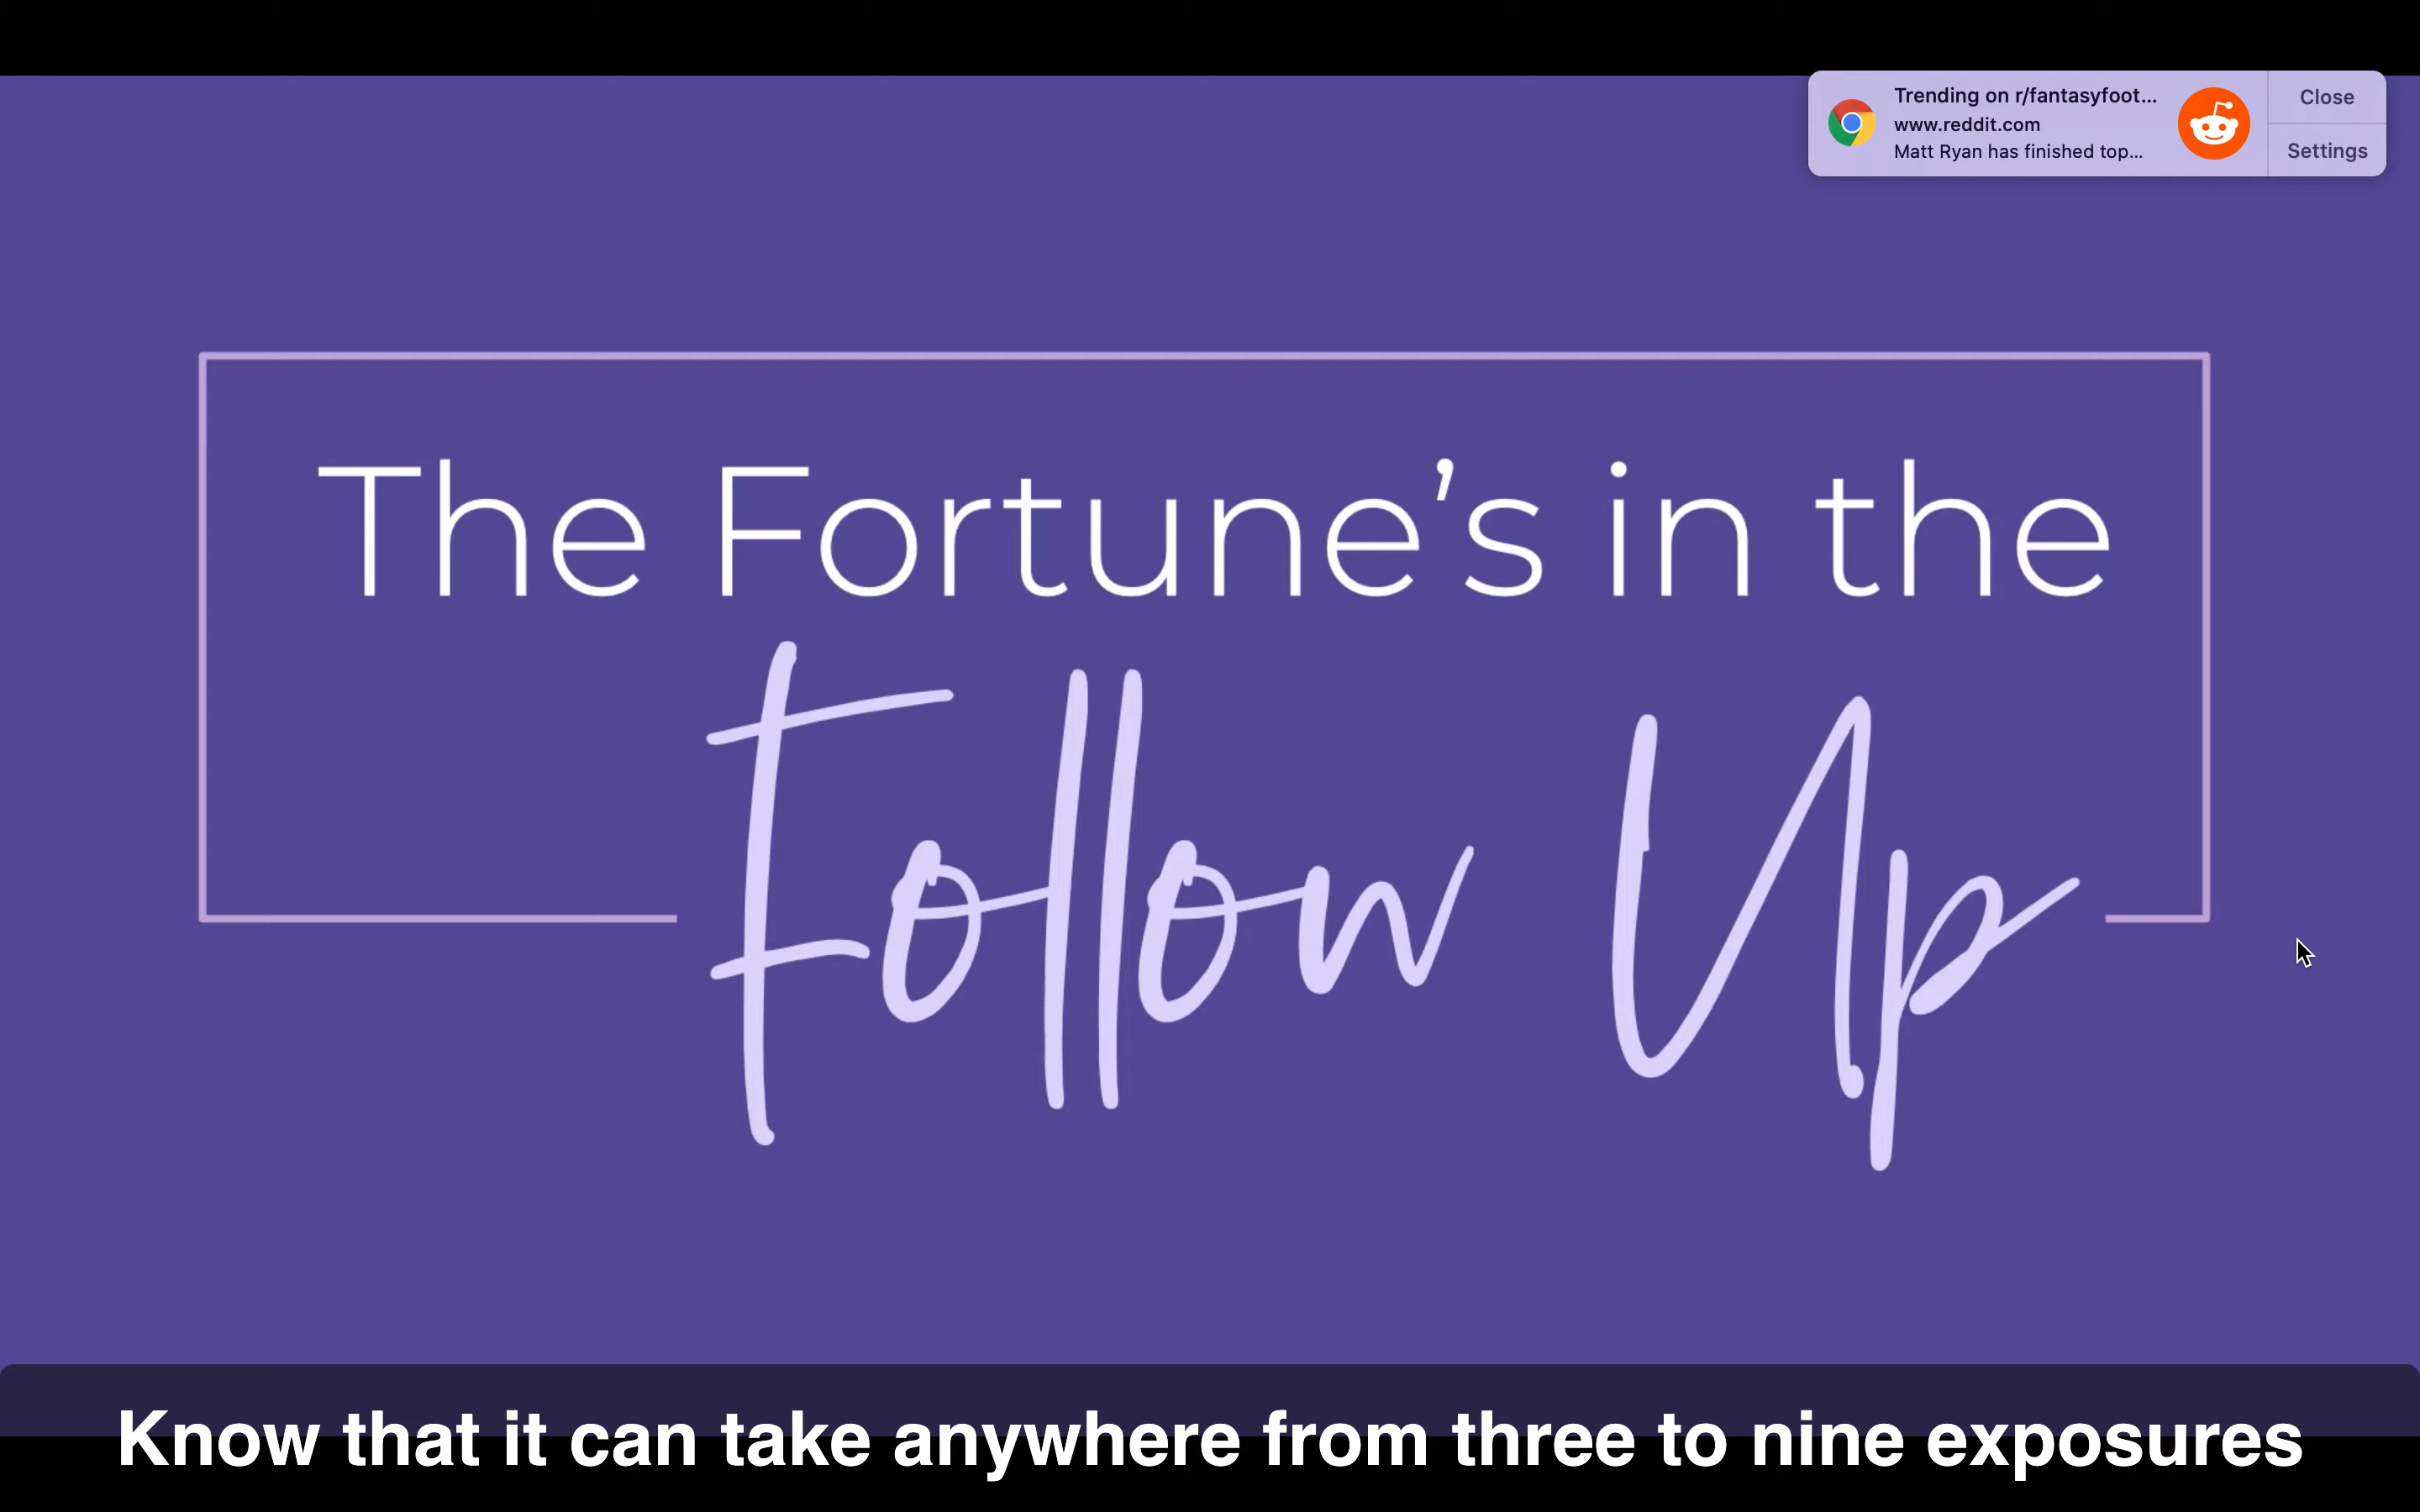 Trending on r/fantasyfoot...
www.reddit.com
Matt Ryan has finished top...
Close
Settings
The Fortune’s in the
Follow Up
Know that it can take anywhere from three to nine exposures